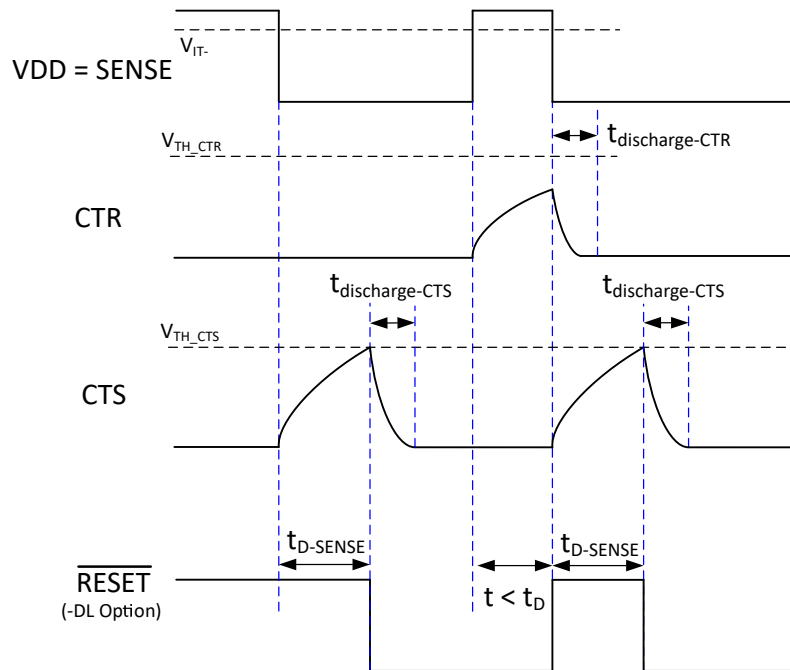 V_IT-
VDD = SENSE
t_discharge-CTR
V_TH_CTR
CTR
t_discharge-CTS t_discharge-CTS
V_TH_CTS
CTS
t_D-SENSE t_D-SENSE
RESET
(-DL Option)
t < t_D